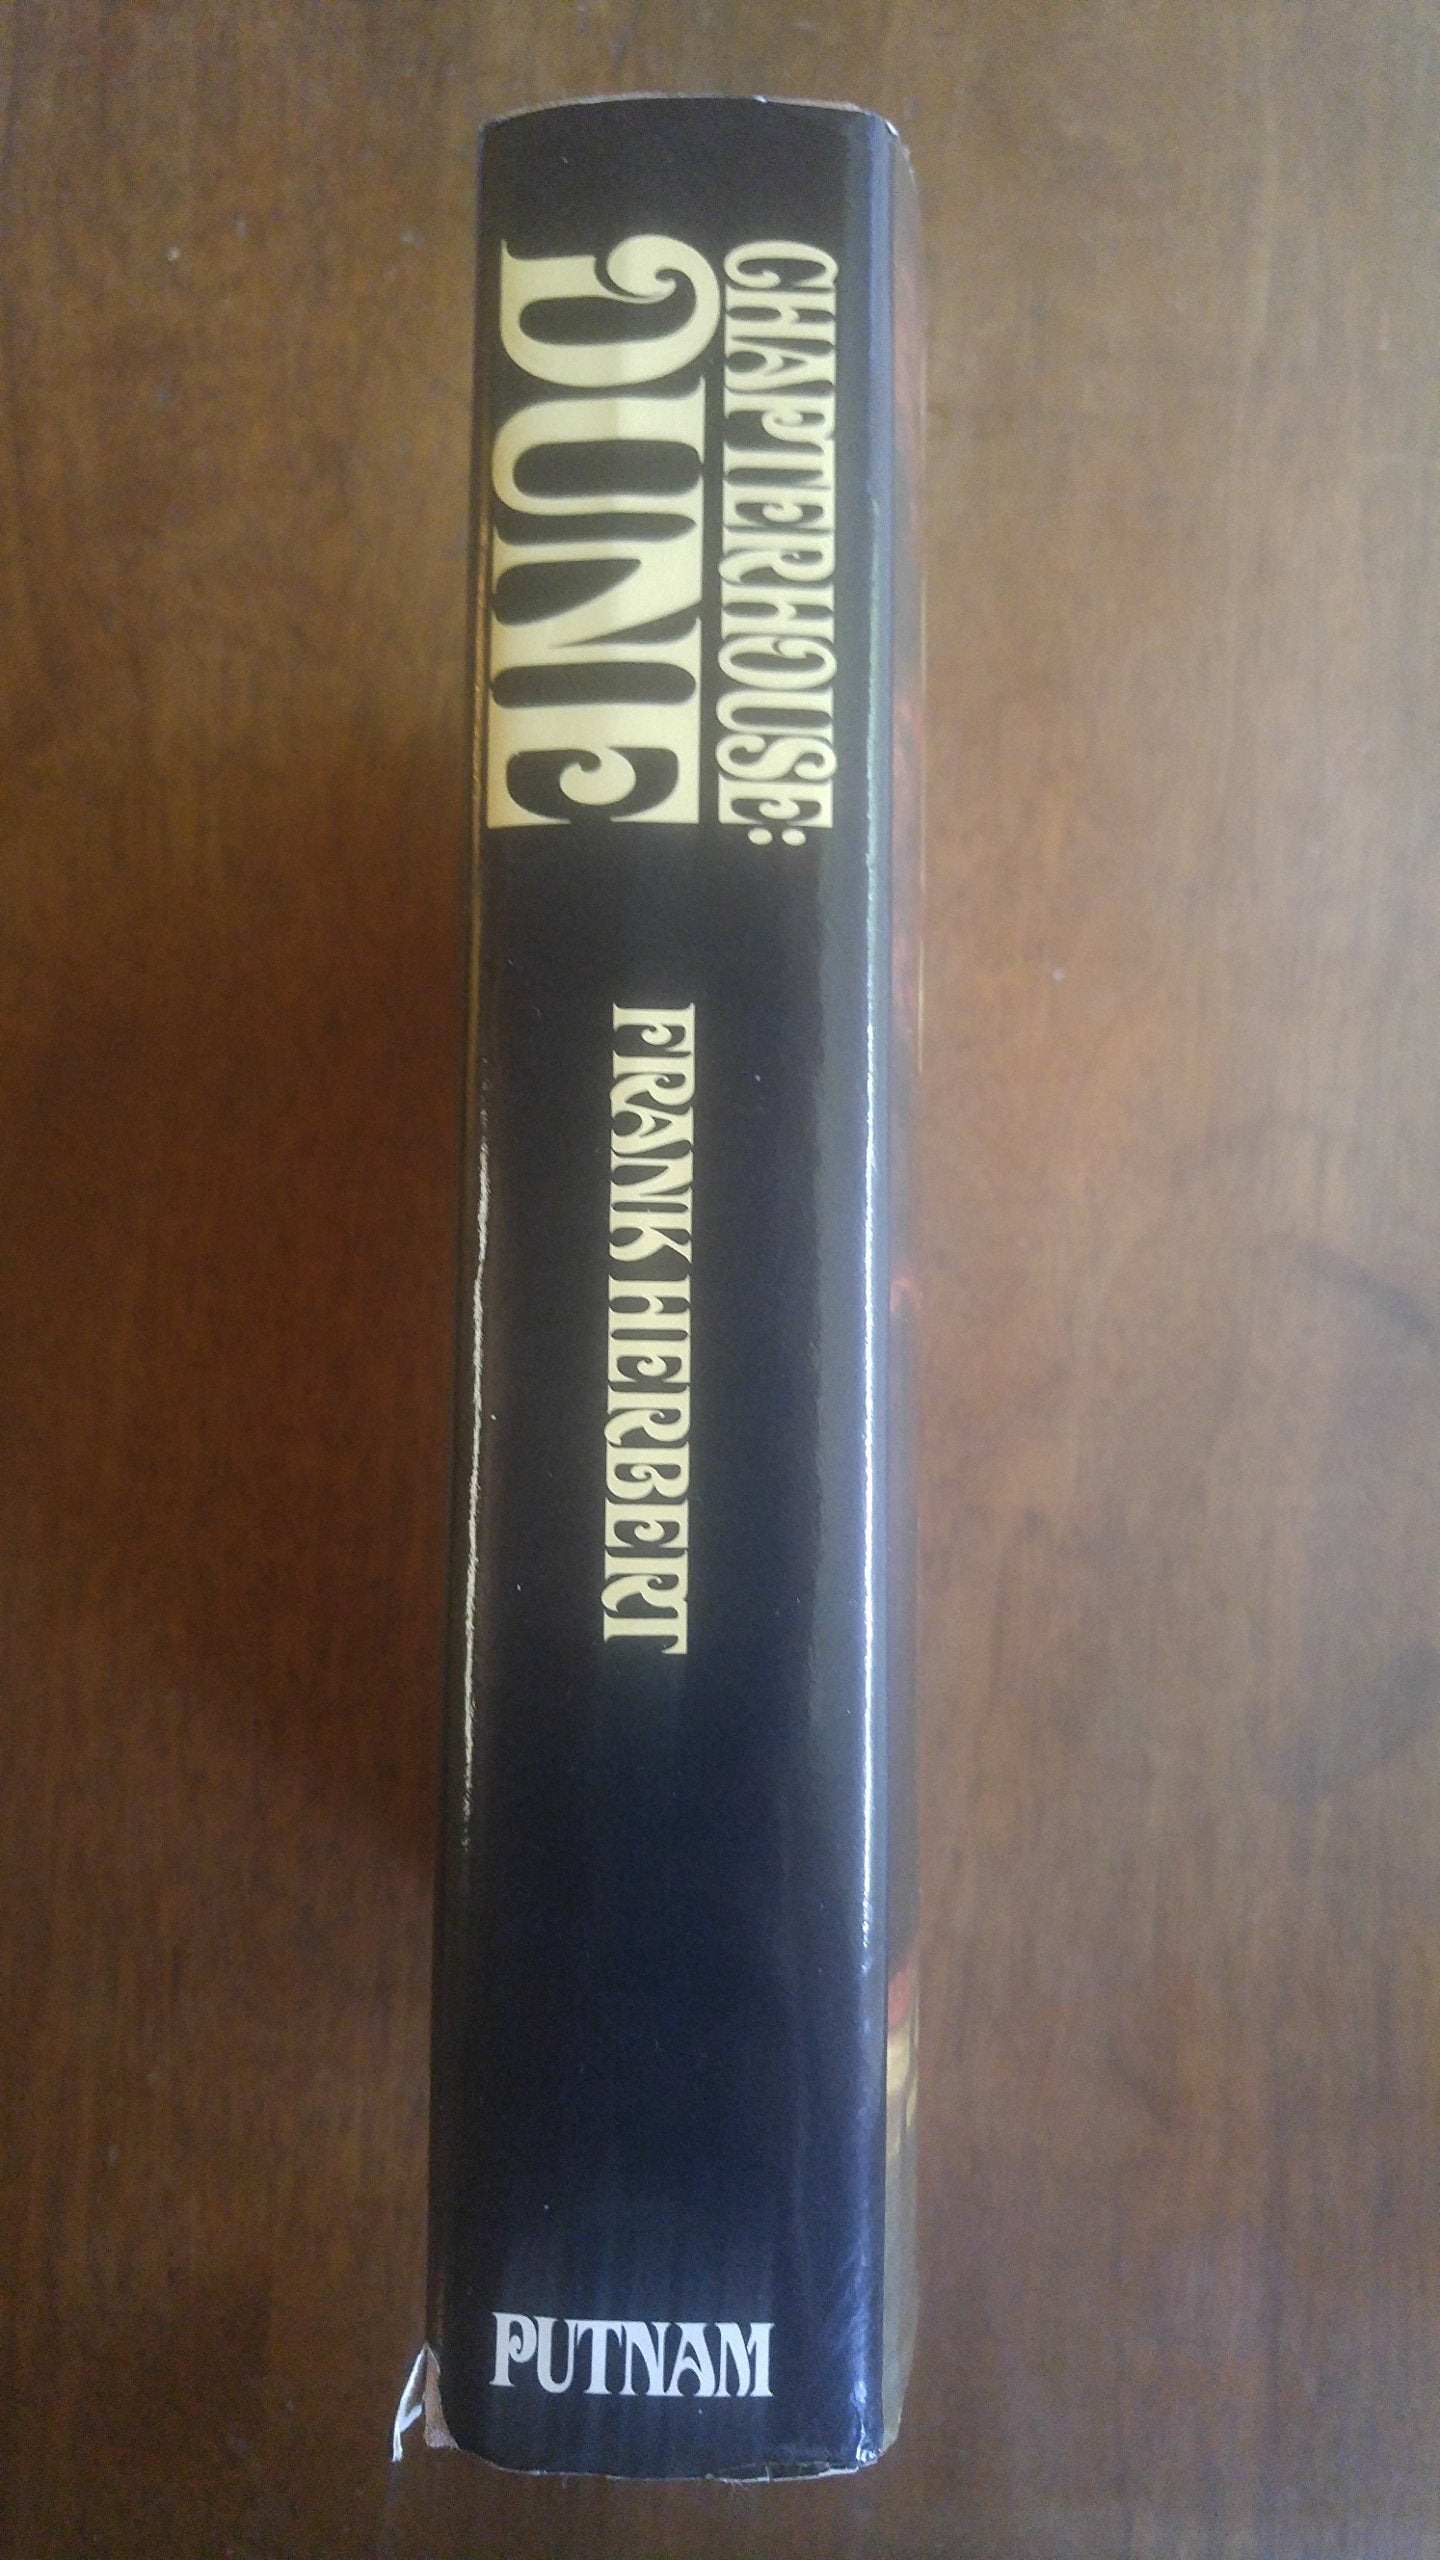 CHAPTERHOUSE:
DUNE
FRANK HERBERT
PUTNAM